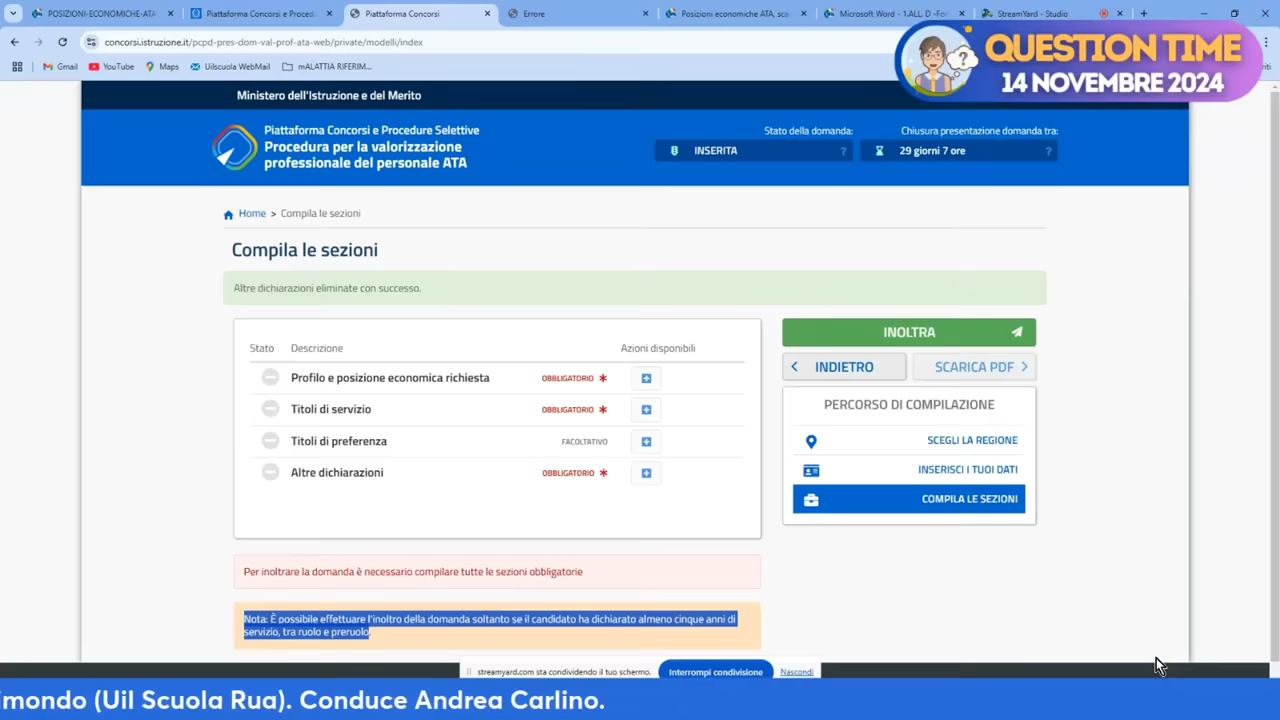 POSIZIONI-ECONOMICHE-ATA
Piattaforma Concorsi e Procedi
Piattaforma Concorsi
Errore
Posizioni economiche ATA, sca
Microsoft Word - 1.ALL. D -For
StreamYard - Studio
concorsi.istruzione.it/pcpd-pres-dom-val-prof-ata-web/private/modelli/index
Gmail
YouTube
Maps
Uilscuola WebMail
mALATTIA RIFERIM...
QUESTION TIME
14 NOVEMBRE 2024
Ministero dell'Istruzione e del Merito
Piattaforma Concorsi e Procedure Selettive
Procedura per la valorizzazione
professionale del personale ATA
Stato della domanda:
INSERITA ?
Chiusura presentazione domanda tra:
29 giorni 7 ore ?
Home > Compila le sezioni
Compila le sezioni
Altre dichiarazioni eliminate con successo.
Stato Descrizione Azioni disponibili
Profilo e posizione economica richiesta OBBLIGATORIO *
Titoli di servizio OBBLIGATORIO *
Titoli di preferenza FACOLTATIVO
Altre dichiarazioni OBBLIGATORIO *
INOLTRA
INDIETRO
SCARICA PDF
PERCORSO DI COMPILAZIONE
SCEGLI LA REGIONE
INSERISCI I TUOI DATI
COMPILA LE SEZIONI
Per inoltrare la domanda è necessario compilare tutte le sezioni obbligatorie
Nota: È possibile effettuare l'inoltro della domanda soltanto se il candidato ha dichiarato almeno cinque anni di
servizio, tra ruolo e preruolo.
streamyard.com sta condividendo il tuo schermo.
Interrompi condivisione
Nascondi
imondo (Uil Scuola Rua). Conduce Andrea Carlino.